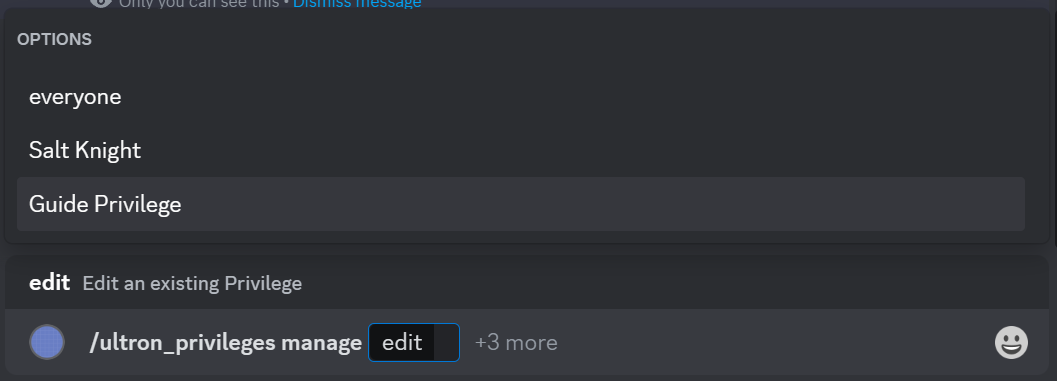 Only you can see this • Dismiss message
OPTIONS
everyone
Salt Knight
Guide Privilege
edit Edit an existing Privilege
/ultron_privileges manage edit +3 more